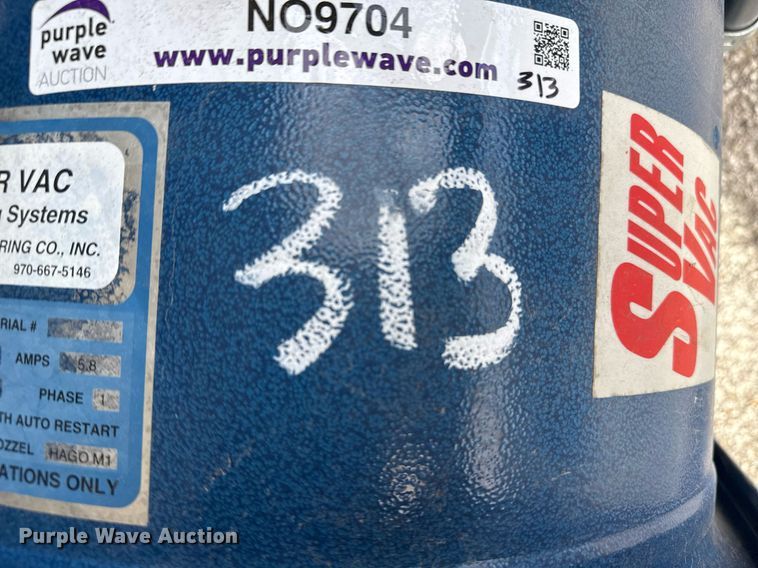 purple
wave
AUCTION
NO9704
www.purplewave.com
313
R VAC
Systems
RING CO., INC.
970-667-5146
RIAL #
AMPS 5.8
PHASE 1
TH AUTO RESTART
OZZEL HAGO M1
ATIONS ONLY
313
SUPER
VAC
Purple Wave Auction